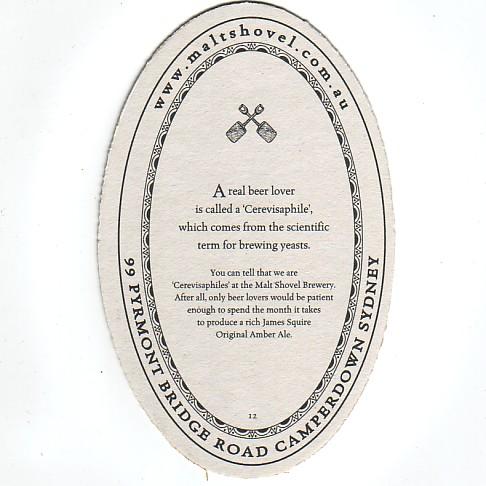 www.maltshovel.com.au
A real beer lover
is called a 'Cerevisaphile',
which comes from the scientific
term for brewing yeasts.
You can tell that we are
'Cerevisaphiles' at the Malt Shovel Brewery.
After all, only beer lovers would be patient
enough to spend the month it takes
to produce a rich James Squire
Original Amber Ale.
12
99 PYRMONT BRIDGE ROAD CAMPERDOWN SYDNEY